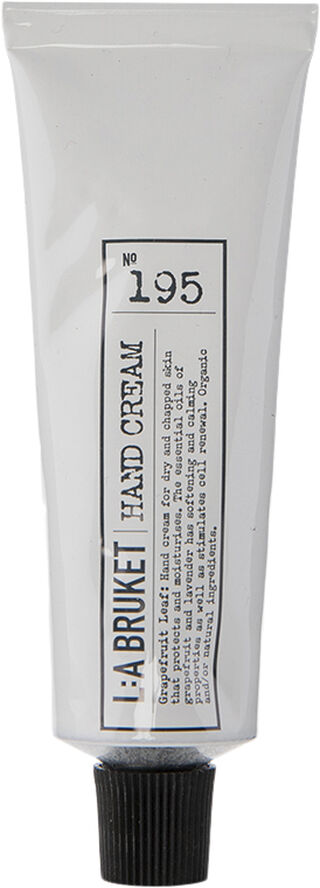 Nº
195
L:A BRUKET
HAND CREAM
Grapefruit Leaf: Hand cream for dry and chapped skin
that protects and moisturises. The essential oils of
grapefruit and lavender has softening and calming
properties as well as stimulates cell renewal. Organic
and/or natural ingredients.